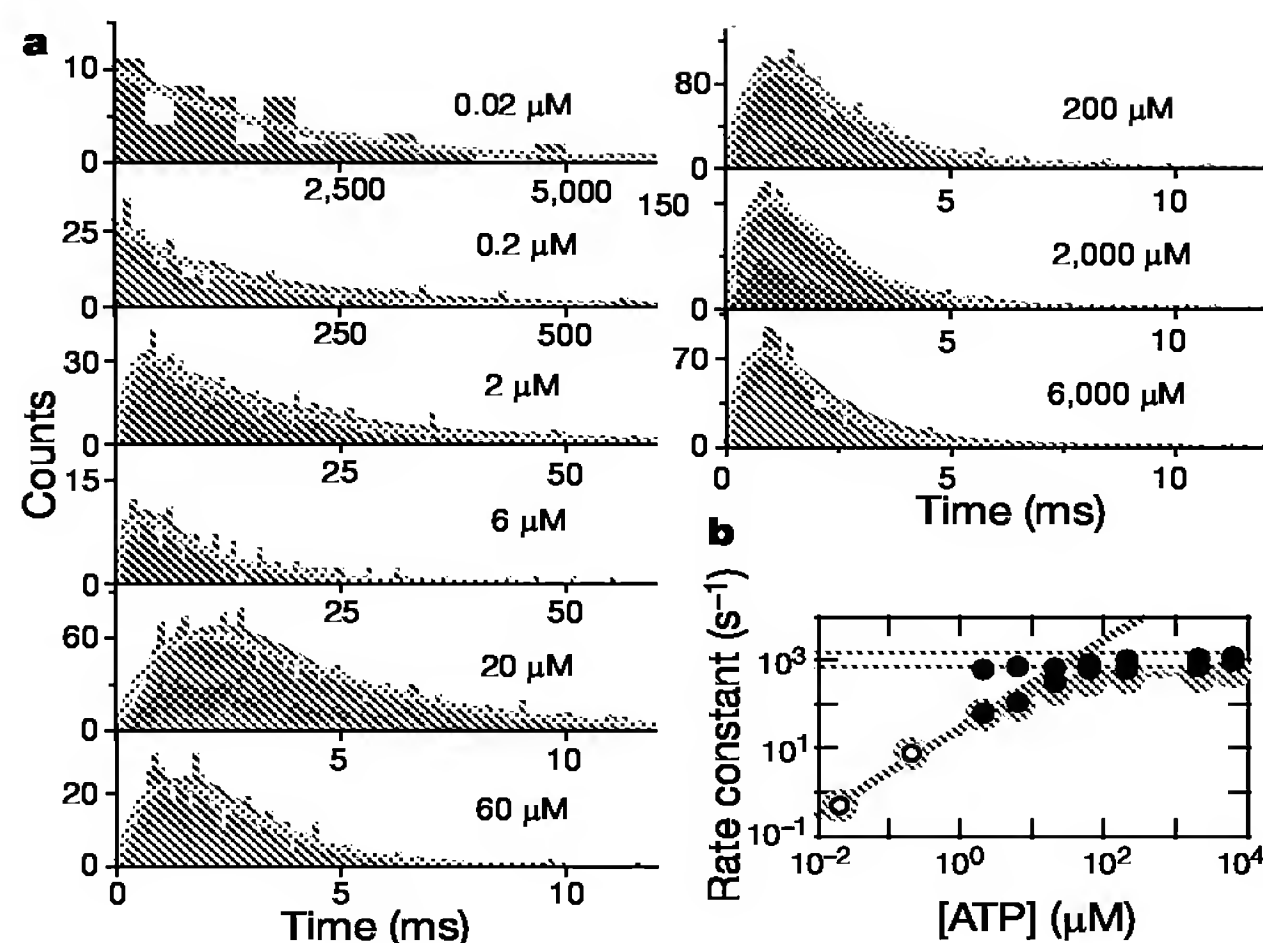 a
Counts
10
0
0.02 µM
2,500
5,000
25
0
0.2 µM
250
500
30
0
2 µM
25
50
15
0
6 µM
25
50
60
0
20 µM
5
10
20
0
60 µM
0
5
10
Time (ms)
80
0
200 µM
5
10
150
0
2,000 µM
5
10
70
0
6,000 µM
0
5
10
Time (ms)
b
Rate constant (s⁻¹)
10³
10¹
10⁻¹
10⁻²
10⁰
10²
10⁴
[ATP] (µM)